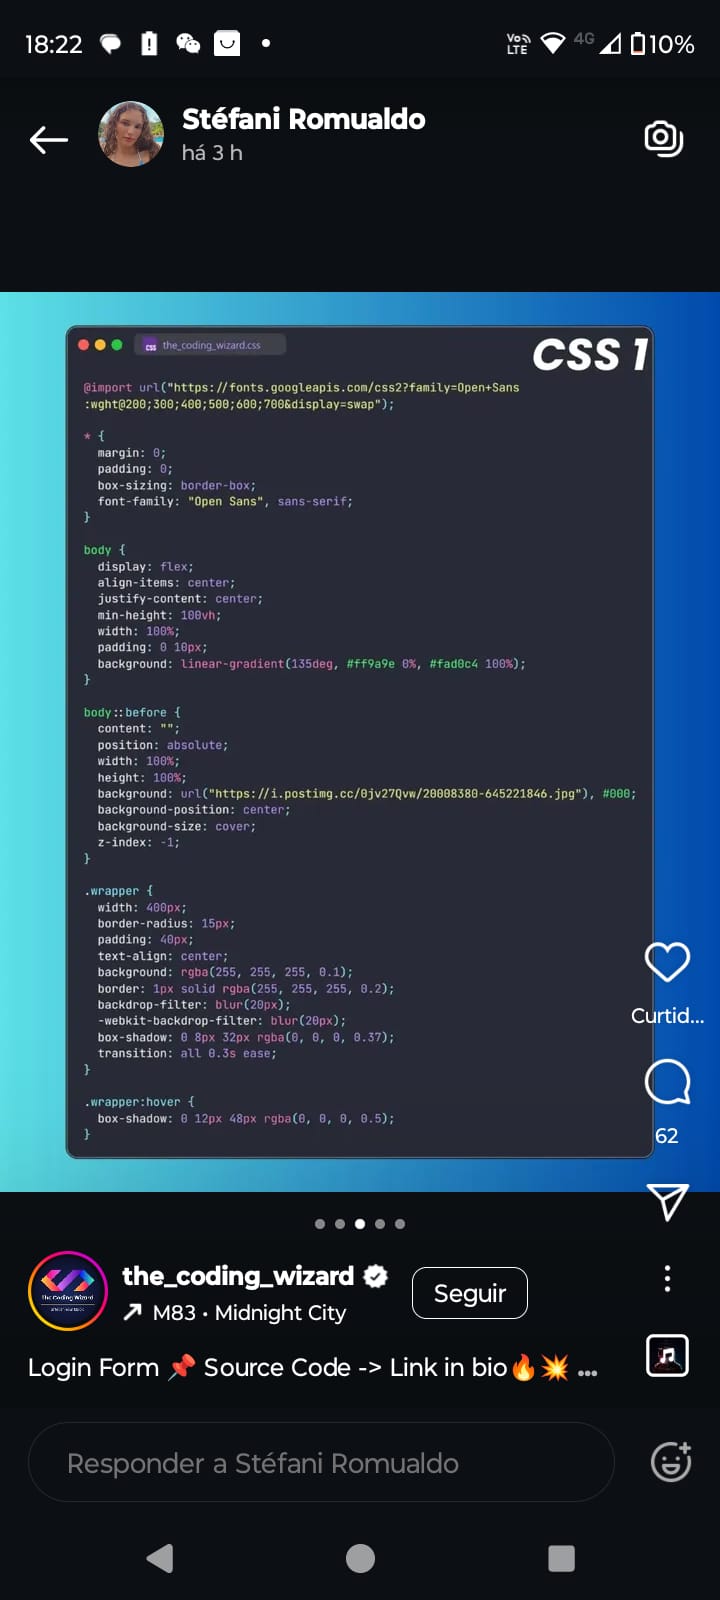 18:22
Vo
LTE
4G
10%
Stéfani Romualdo
há 3 h
the_coding_wizard.css
CSS 1
@import url("https://fonts.googleapis.com/css2?family=Open+Sans
:wght@200;300;400;500;600;700&display=swap");
* {
margin: 0;
padding: 0;
box-sizing: border-box;
font-family: "Open Sans", sans-serif;
}
body {
display: flex;
align-items: center;
justify-content: center;
min-height: 100vh;
width: 100%;
padding: 0 10px;
background: linear-gradient(135deg, #ff9a9e 0%, #fad0c4 100%);
}
body::before {
content: "";
position: absolute;
width: 100%;
height: 100%;
background: url("https://i.postimg.cc/0jv27Qvw/20008380-645221846.jpg"), #000;
background-position: center;
background-size: cover;
z-index: -1;
}
.wrapper {
width: 400px;
border-radius: 15px;
padding: 40px;
text-align: center;
background: rgba(255, 255, 255, 0.1);
border: 1px solid rgba(255, 255, 255, 0.2);
backdrop-filter: blur(20px);
-webkit-backdrop-filter: blur(20px);
box-shadow: 0 8px 32px rgba(0, 0, 0, 0.37);
transition: all 0.3s ease;
}
.wrapper:hover {
box-shadow: 0 12px 48px rgba(0, 0, 0, 0.5);
}
Curtid...
62
the_coding_wizard
Seguir
M83 • Midnight City
Login Form 📌 Source Code -> Link in bio🔥💥 ...
Responder a Stéfani Romualdo